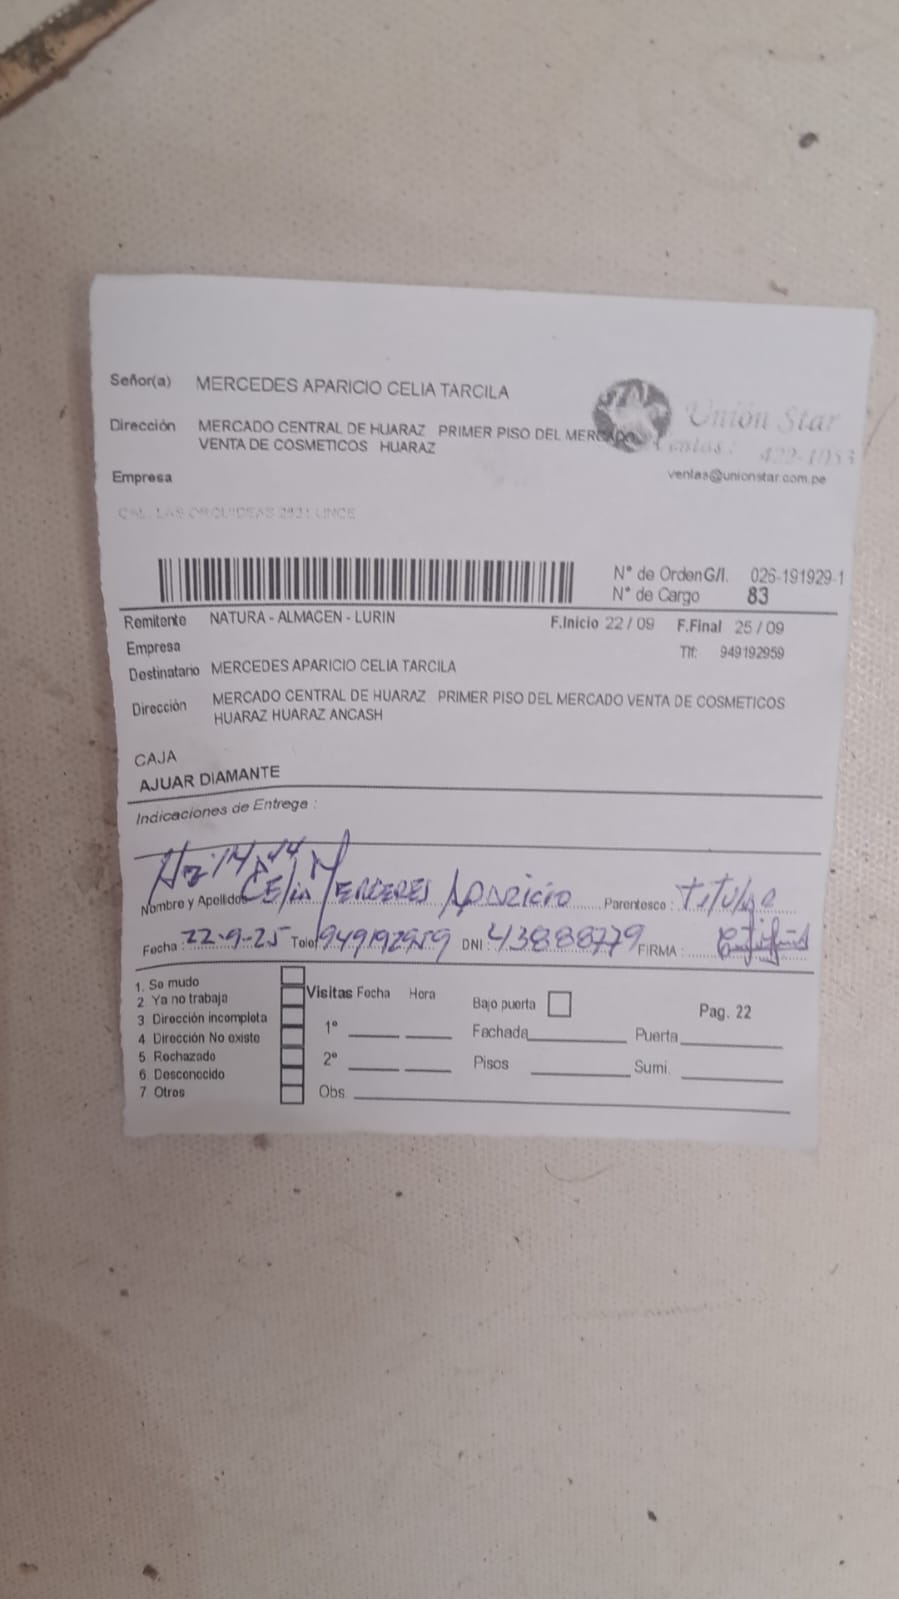 Señor(a) MERCEDES APARICIO CELIA TARCILA
Unión Star
Dirección MERCADO CENTRAL DE HUARAZ PRIMER PISO DEL MERCADO
VENTA DE COSMETICOS HUARAZ
Ventas : 422-1053
Empresa
ventas@unionstar.com.pe
CAL. LAS ORQUIDEAS 2621 LINCE
N° de Orden G/I. 026-191929-1
N° de Cargo 83
Remitente NATURA - ALMACEN - LURIN
F.Inicio 22 / 09 F.Final 25 / 09
Empresa
Tlf: 949192959
Destinatario MERCEDES APARICIO CELIA TARCILA
Dirección MERCADO CENTRAL DE HUARAZ PRIMER PISO DEL MERCADO VENTA DE COSMETICOS
HUARAZ HUARAZ ANCASH
CAJA
AJUAR DIAMANTE
Indicaciones de Entrega :
Nombre y Apellido CELIA MERCEDES APARICIO Parentesco : Titular
Fecha : 22-9-25 Telef 949192959 DNI : 43888779 FIRMA :
1. Se mudo
2 Ya no trabaja
3 Dirección incompleta
4 Dirección No existe
5 Rechazado
6. Desconocido
7 Otros
Visitas Fecha Hora
1°
2°
Obs.
Bajo puerta
Pag. 22
Fachada
Puerta
Pisos
Sumi.